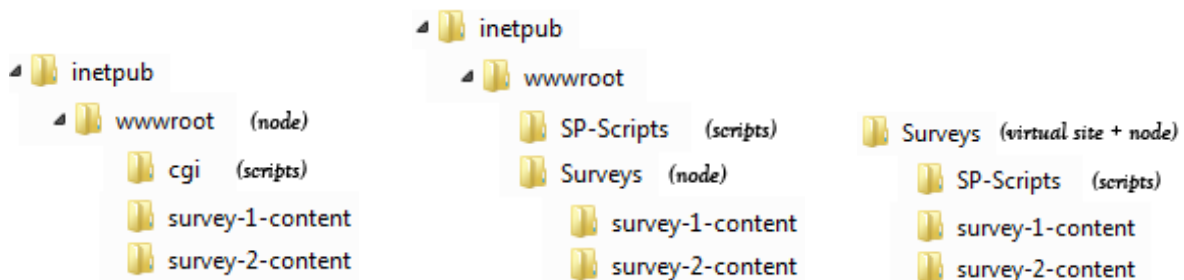 inetpub
wwwroot (node)
cgi (scripts)
survey-1-content
survey-2-content
inetpub
wwwroot
SP-Scripts (scripts)
Surveys (node)
survey-1-content
survey-2-content
Surveys (virtual site + node)
SP-Scripts (scripts)
survey-1-content
survey-2-content